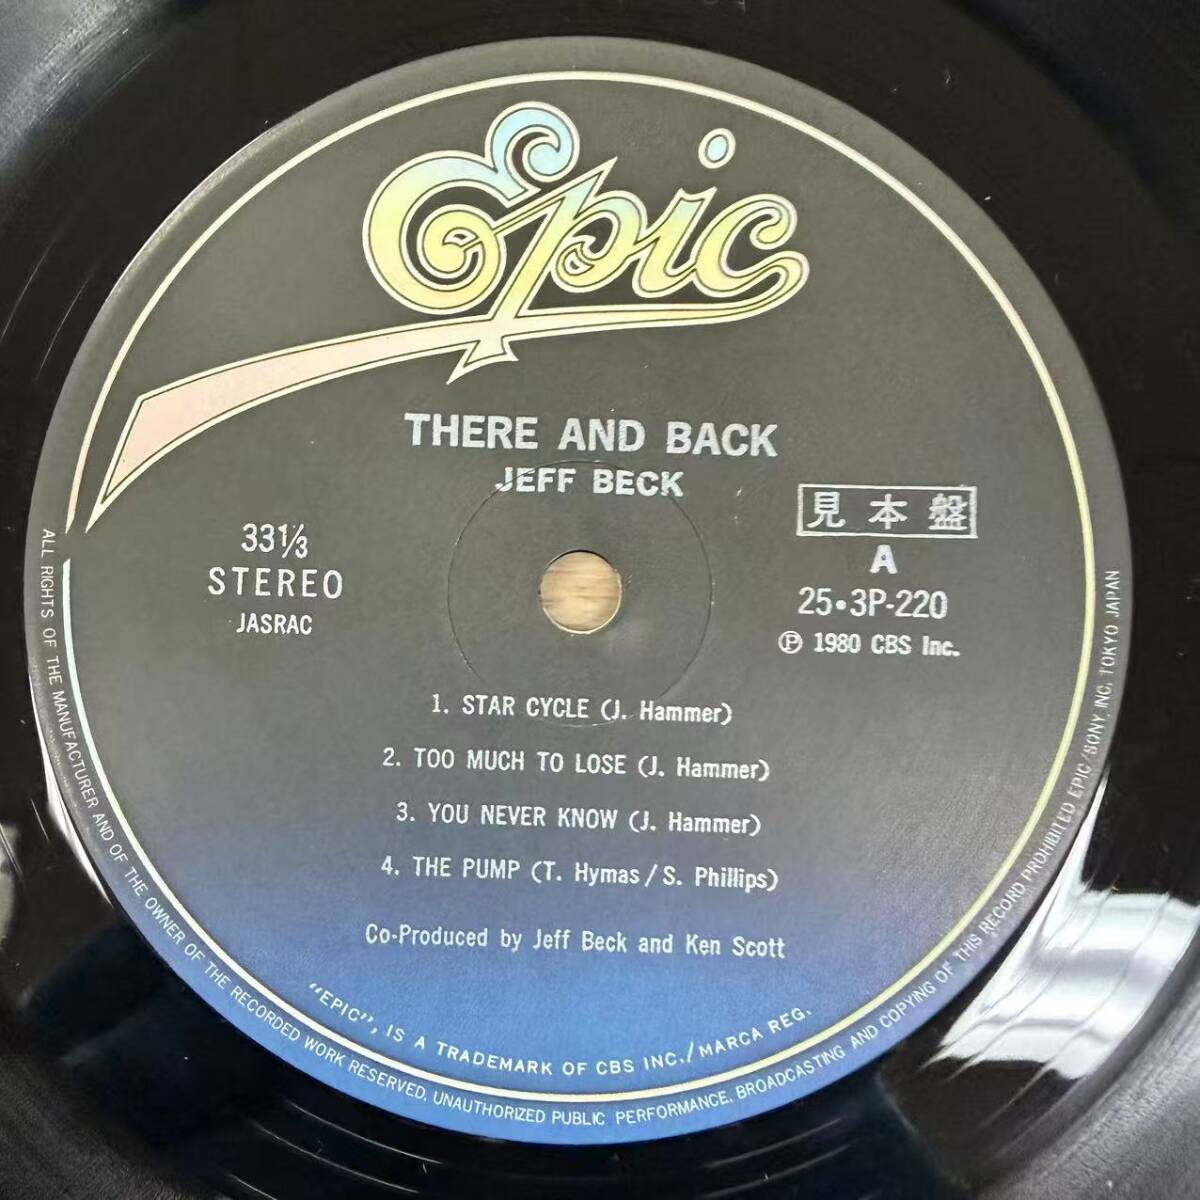 Epic
THERE AND BACK
JEFF BECK
33⅓
STEREO
JASRAC
見本盤
A
25•3P-220
Ⓟ 1980 CBS Inc.
1. STAR CYCLE (J. Hammer)
2. TOO MUCH TO LOSE (J. Hammer)
3. YOU NEVER KNOW (J. Hammer)
4. THE PUMP (T. Hymas / S. Phillips)
Co-Produced by Jeff Beck and Ken Scott
"EPIC", IS A TRADEMARK OF CBS INC./MARCA REG.
ALL RIGHTS OF THE MANUFACTURER AND OF THE OWNER OF THE RECORDED WORK RESERVED. UNAUTHORIZED PUBLIC PERFORMANCE, BROADCASTING AND COPYING OF THIS RECORD PROHIBITED EPIC/SONY, INC, TOKYO JAPAN